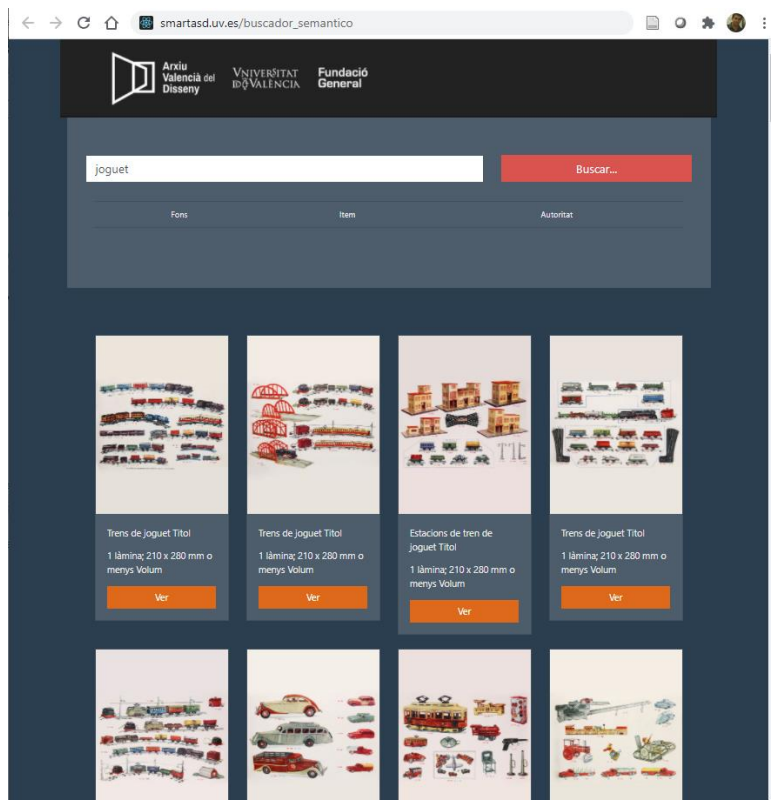 smartasd.uv.es/buscador_semantico
Arxiu
Valencià del
Disseny
VNIVERSITAT
D VALÈNCIA
Fundació
General
joguet
Buscar...
Fons Item Autoritat
Trens de joguet Títol
1 làmina; 210 x 280 mm o
menys Volum
Ver
Trens de joguet Títol
1 làmina; 210 x 280 mm o
menys Volum
Ver
Estacions de tren de
joguet Títol
1 làmina; 210 x 280 mm o
menys Volum
Ver
Trens de joguet Títol
1 làmina; 210 x 280 mm o
menys Volum
Ver